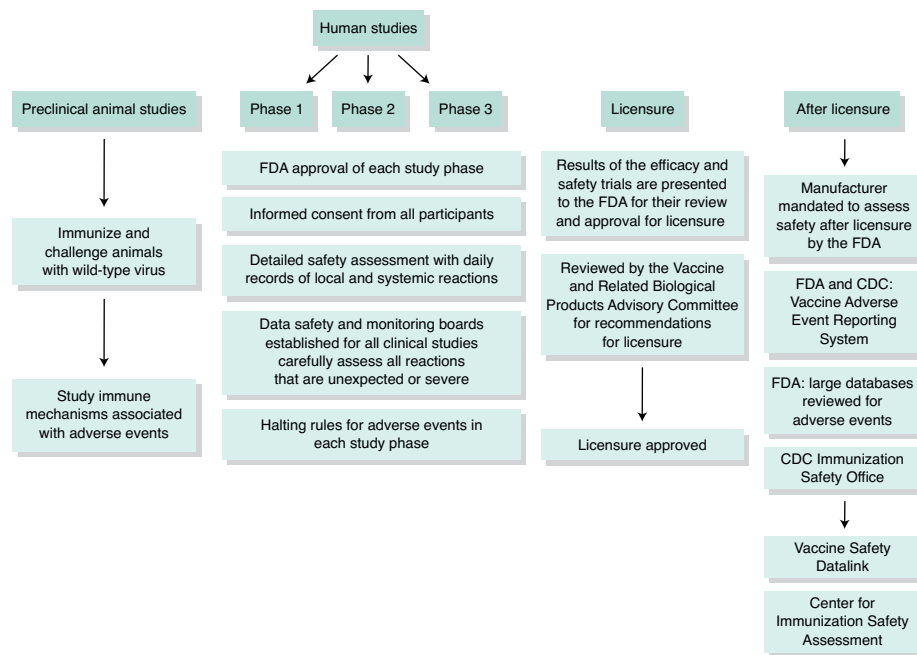 Human studies
Preclinical animal studies
Immunize and
challenge animals
with wild-type virus
Study immune
mechanisms associated
with adverse events
Phase 1
Phase 2
Phase 3
FDA approval of each study phase
Informed consent from all participants
Detailed safety assessment with daily
records of local and systemic reactions
Data safety and monitoring boards
established for all clinical studies
carefully assess all reactions
that are unexpected or severe
Halting rules for adverse events in
each study phase
Licensure
Results of the efficacy and
safety trials are presented
to the FDA for their review
and approval for licensure
Reviewed by the Vaccine
and Related Biological
Products Advisory Committee
for recommendations
for licensure
Licensure approved
After licensure
Manufacturer
mandated to assess
safety after licensure
by the FDA
FDA and CDC:
Vaccine Adverse
Event Reporting
System
FDA: large databases
reviewed for
adverse events
CDC Immunization
Safety Office
Vaccine Safety
Datalink
Center for
Immunization Safety
Assessment